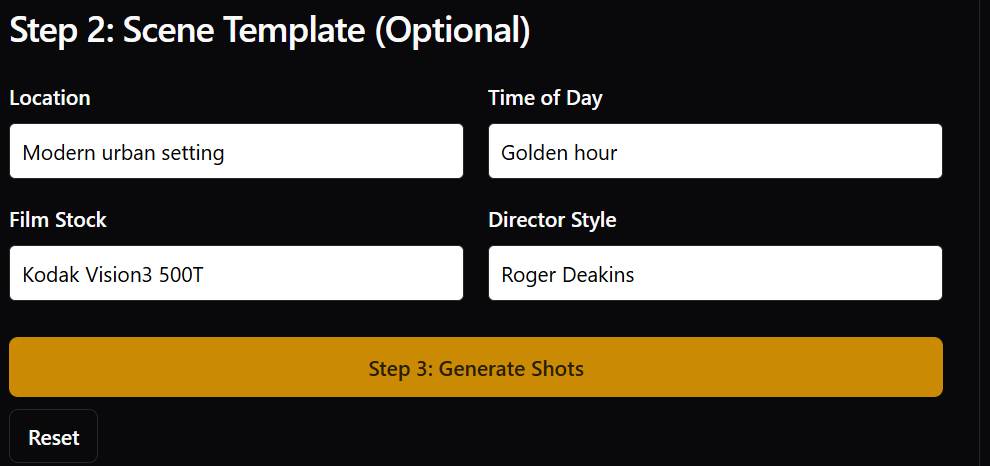 Step 2: Scene Template (Optional)
Location
Time of Day
Modern urban setting
Golden hour
Film Stock
Director Style
Kodak Vision3 500T
Roger Deakins
Step 3: Generate Shots
Reset